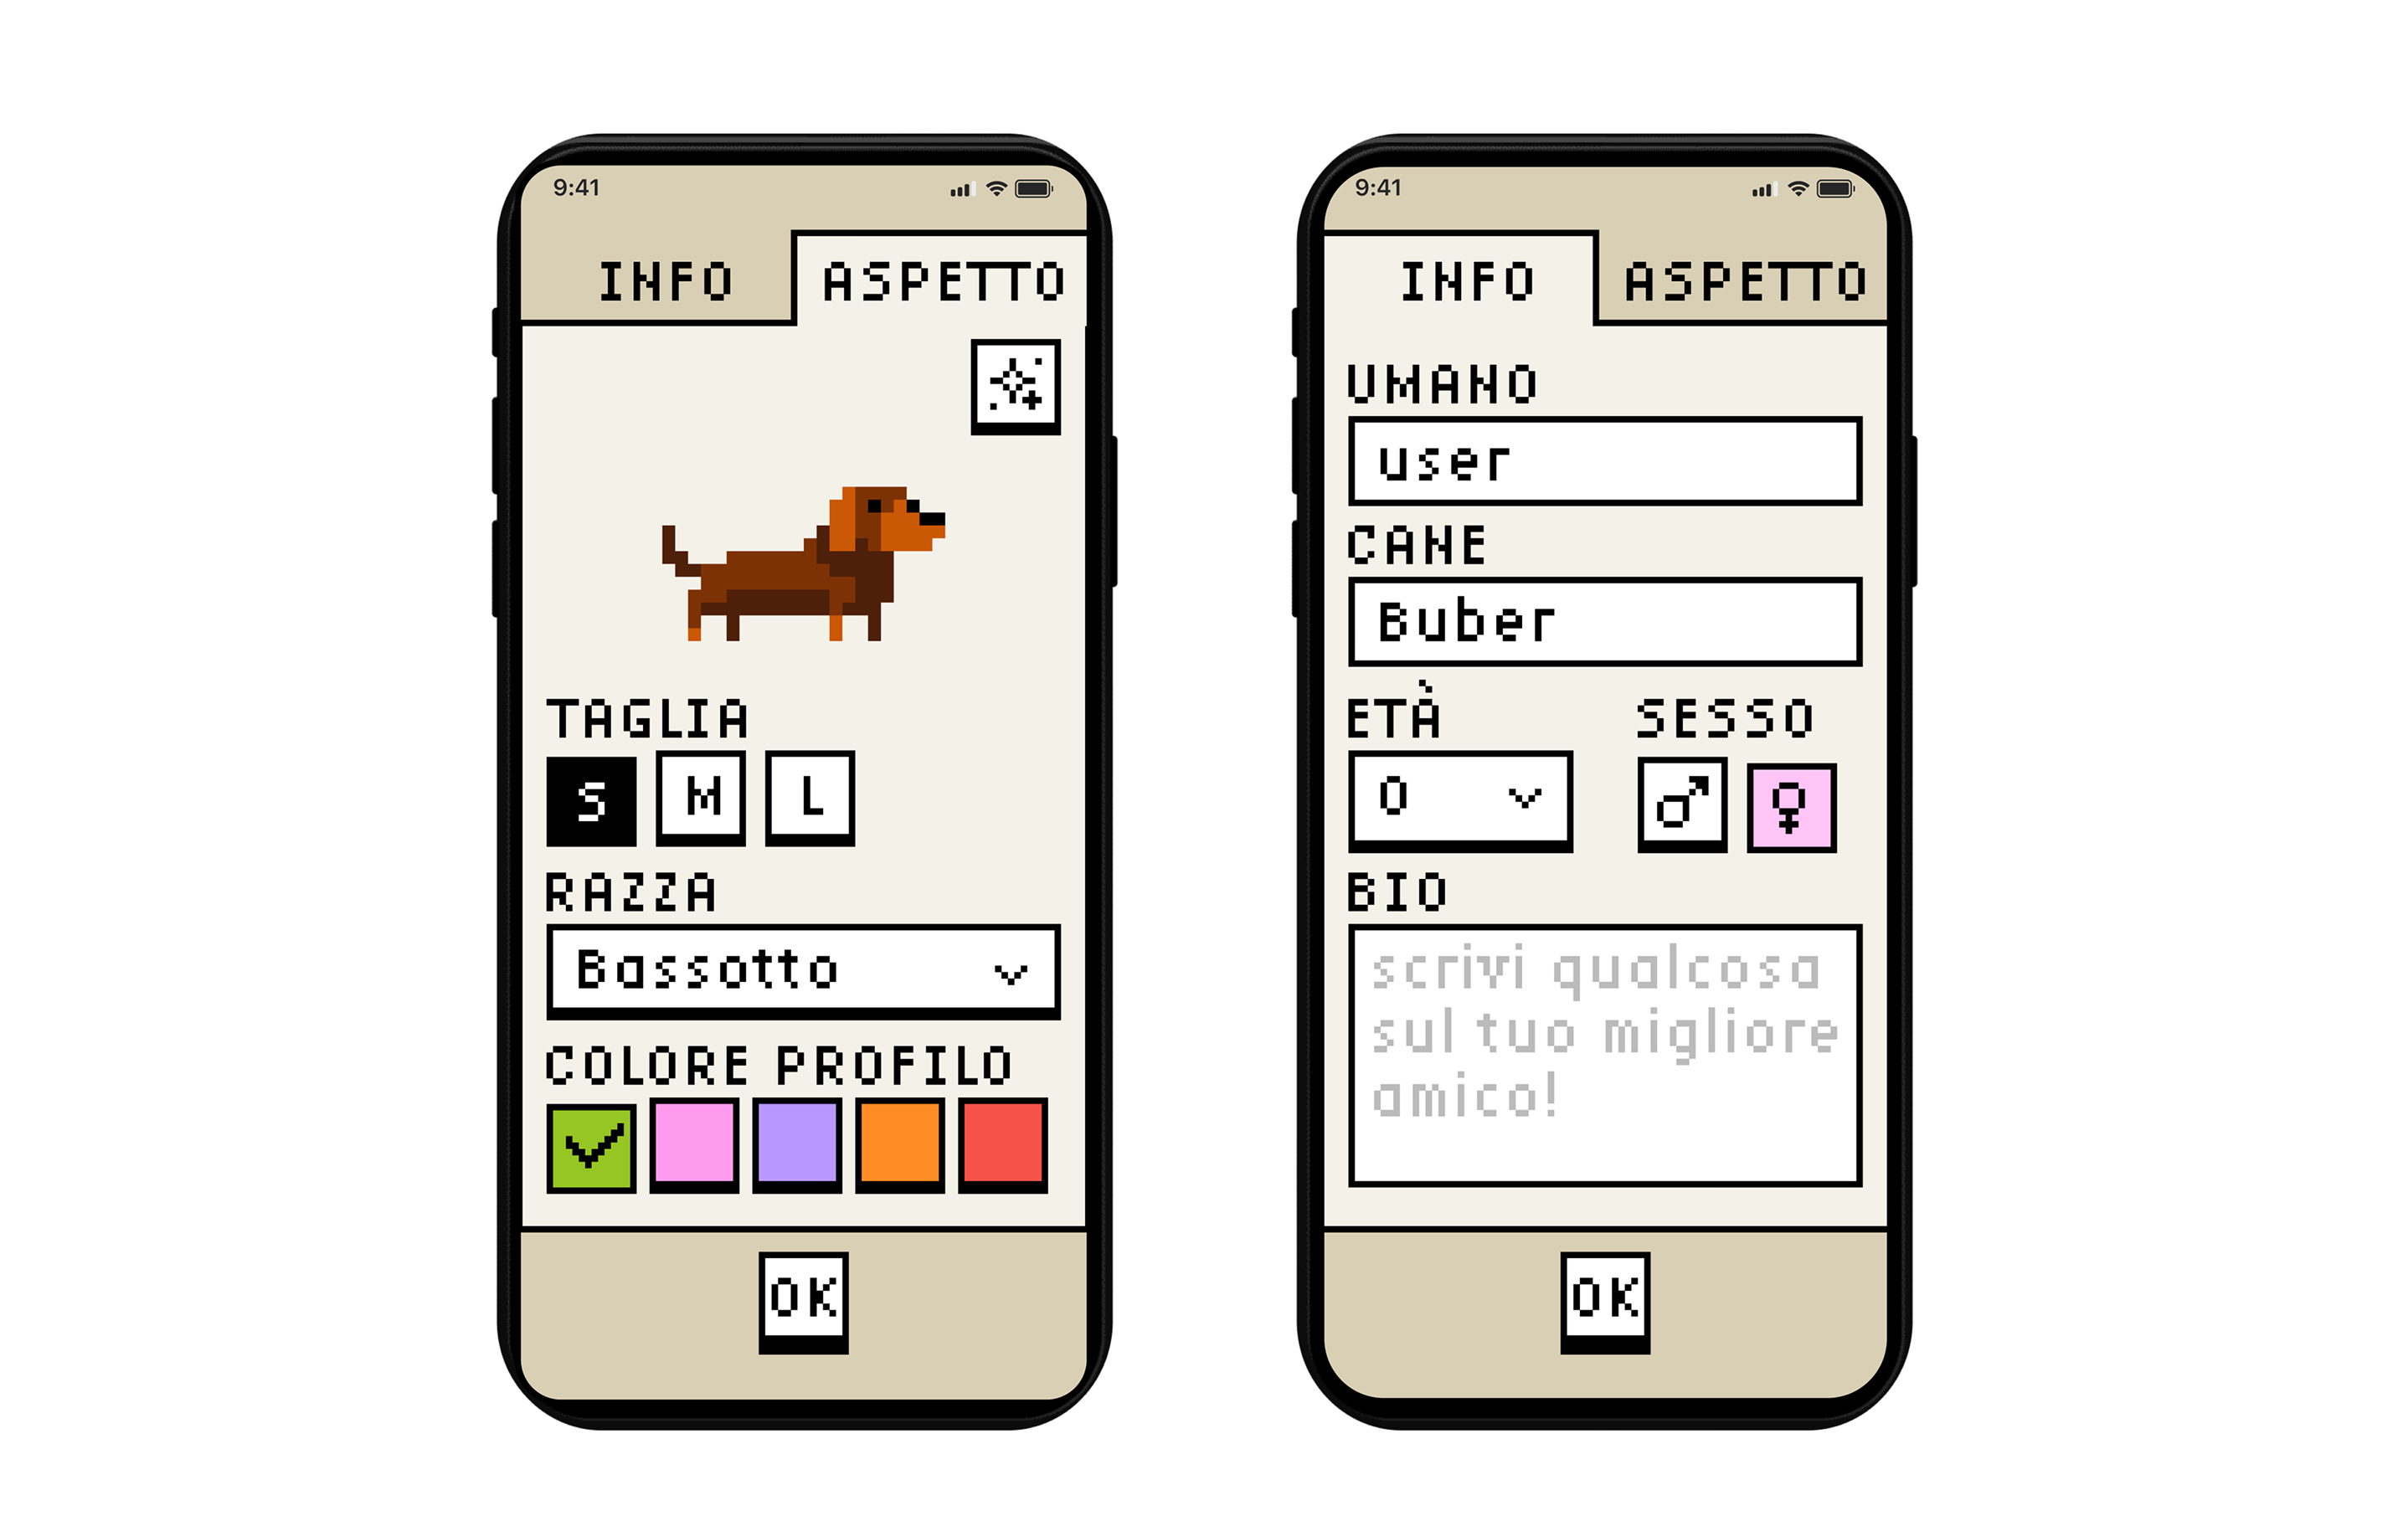 9:41
INFO ASPETTO
TAGLIA
S M L
RAZZA
Bassotto
COLORE PROFILO
OK
9:41
INFO ASPETTO
UMANO
user
CANE
Buber
ETÀ SESSO
0 ♂ ♀
BIO
scrivi qualcosa
sul tuo migliore
amico!
OK